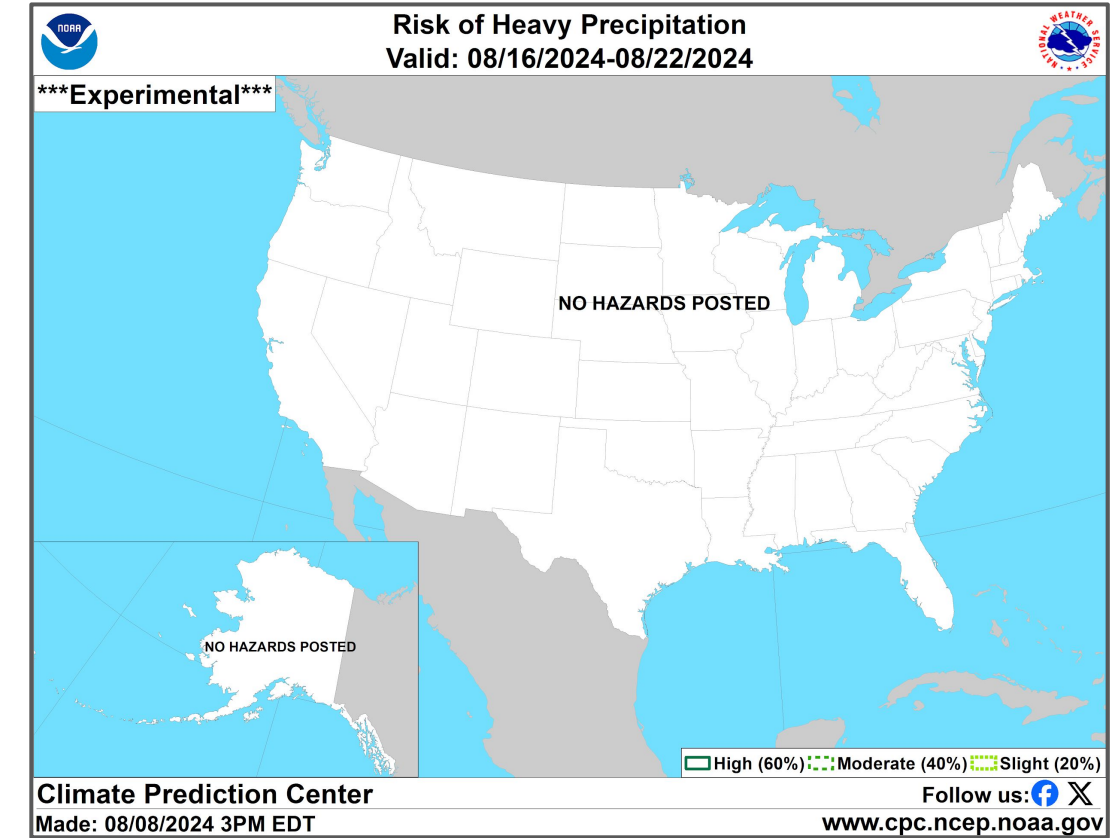 NOAA
Risk of Heavy Precipitation
Valid: 08/16/2024-08/22/2024
NATIONAL WEATHER SERVICE
***Experimental***
NO HAZARDS POSTED
NO HAZARDS POSTED
High (60%) Moderate (40%) Slight (20%)
Climate Prediction Center
Follow us:
Made: 08/08/2024 3PM EDT
www.cpc.ncep.noaa.gov